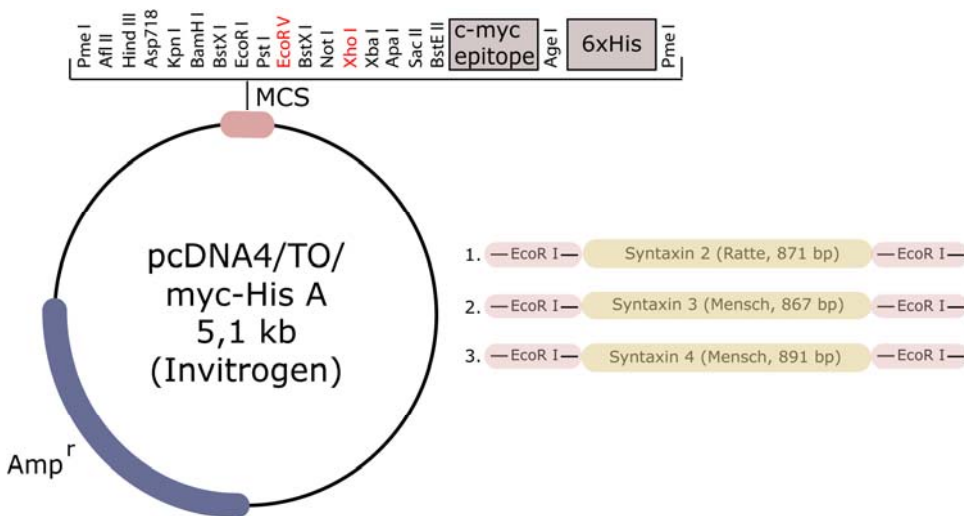 Pme I
Afl II
Hind III
Asp718
Kpn I
BamH I
BstX I
EcoR I
Pst I
EcoR V
BstX I
Not I
Xho I
Xba I
Apa I
Sac II
BstE II
c-myc
epitope
Age I
6xHis
Pme I
MCS
pcDNA4/TO/
myc-His A
5,1 kb
(Invitrogen)
Amp r
1. EcoR I Syntaxin 2 (Ratte, 871 bp) EcoR I
2. EcoR I Syntaxin 3 (Mensch, 867 bp) EcoR I
3. EcoR I Syntaxin 4 (Mensch, 891 bp) EcoR I